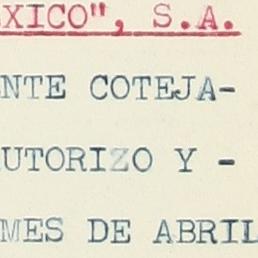 XICO", S.A.
NTE COTEJA-
UTORIZO Y -
MES DE ABRIL